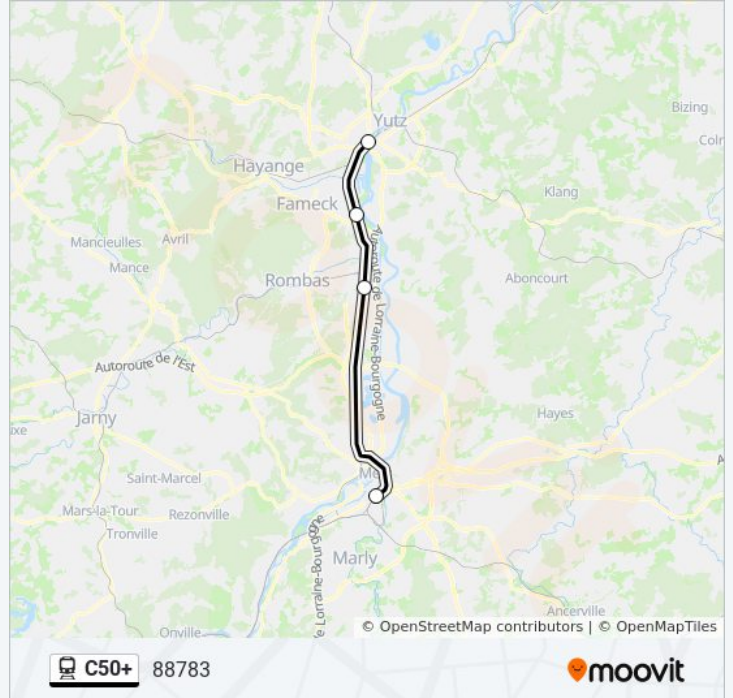 Yutz
Bizing
Colr
Hayange
Klang
Fameck
Mancieulles
Avril
Mance
Rombas
Aboncourt
Autoroute de Lorraine-Bourgogne
Autoroute de l'Est
Jarny
Hayes
xe
Me
Saint-Marcel
A
Mars-la-Tour
Rezonville
Tronville
e Lorraine-Bourgogne
Marly
Ancerville
Onville
© OpenStreetMap contributors | © OpenMapTiles
C50+ 88783
moovit